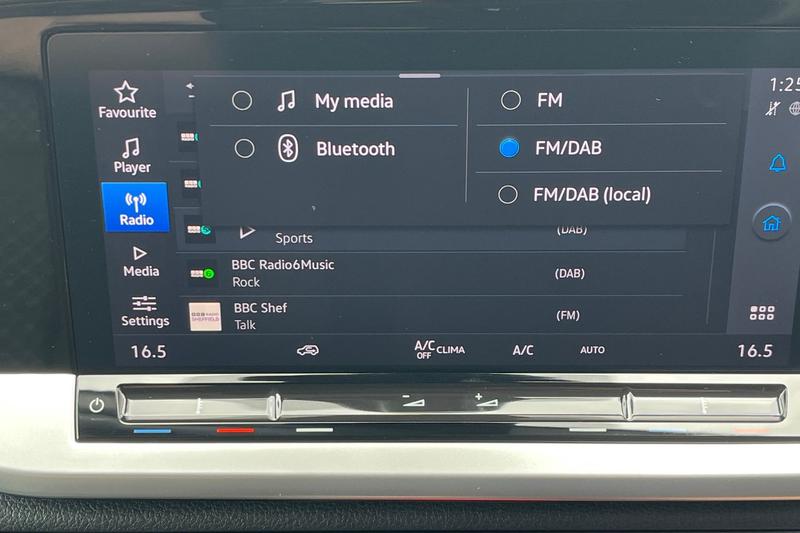 Favourite
Player
Radio
Media
Settings
My media
Bluetooth
FM
FM/DAB
FM/DAB (local)
Sports (DAB)
BBC Radio6Music
Rock (DAB)
BBC Shef
Talk (FM)
1:25
16.5
A/C OFF CLIMA
A/C
AUTO
16.5